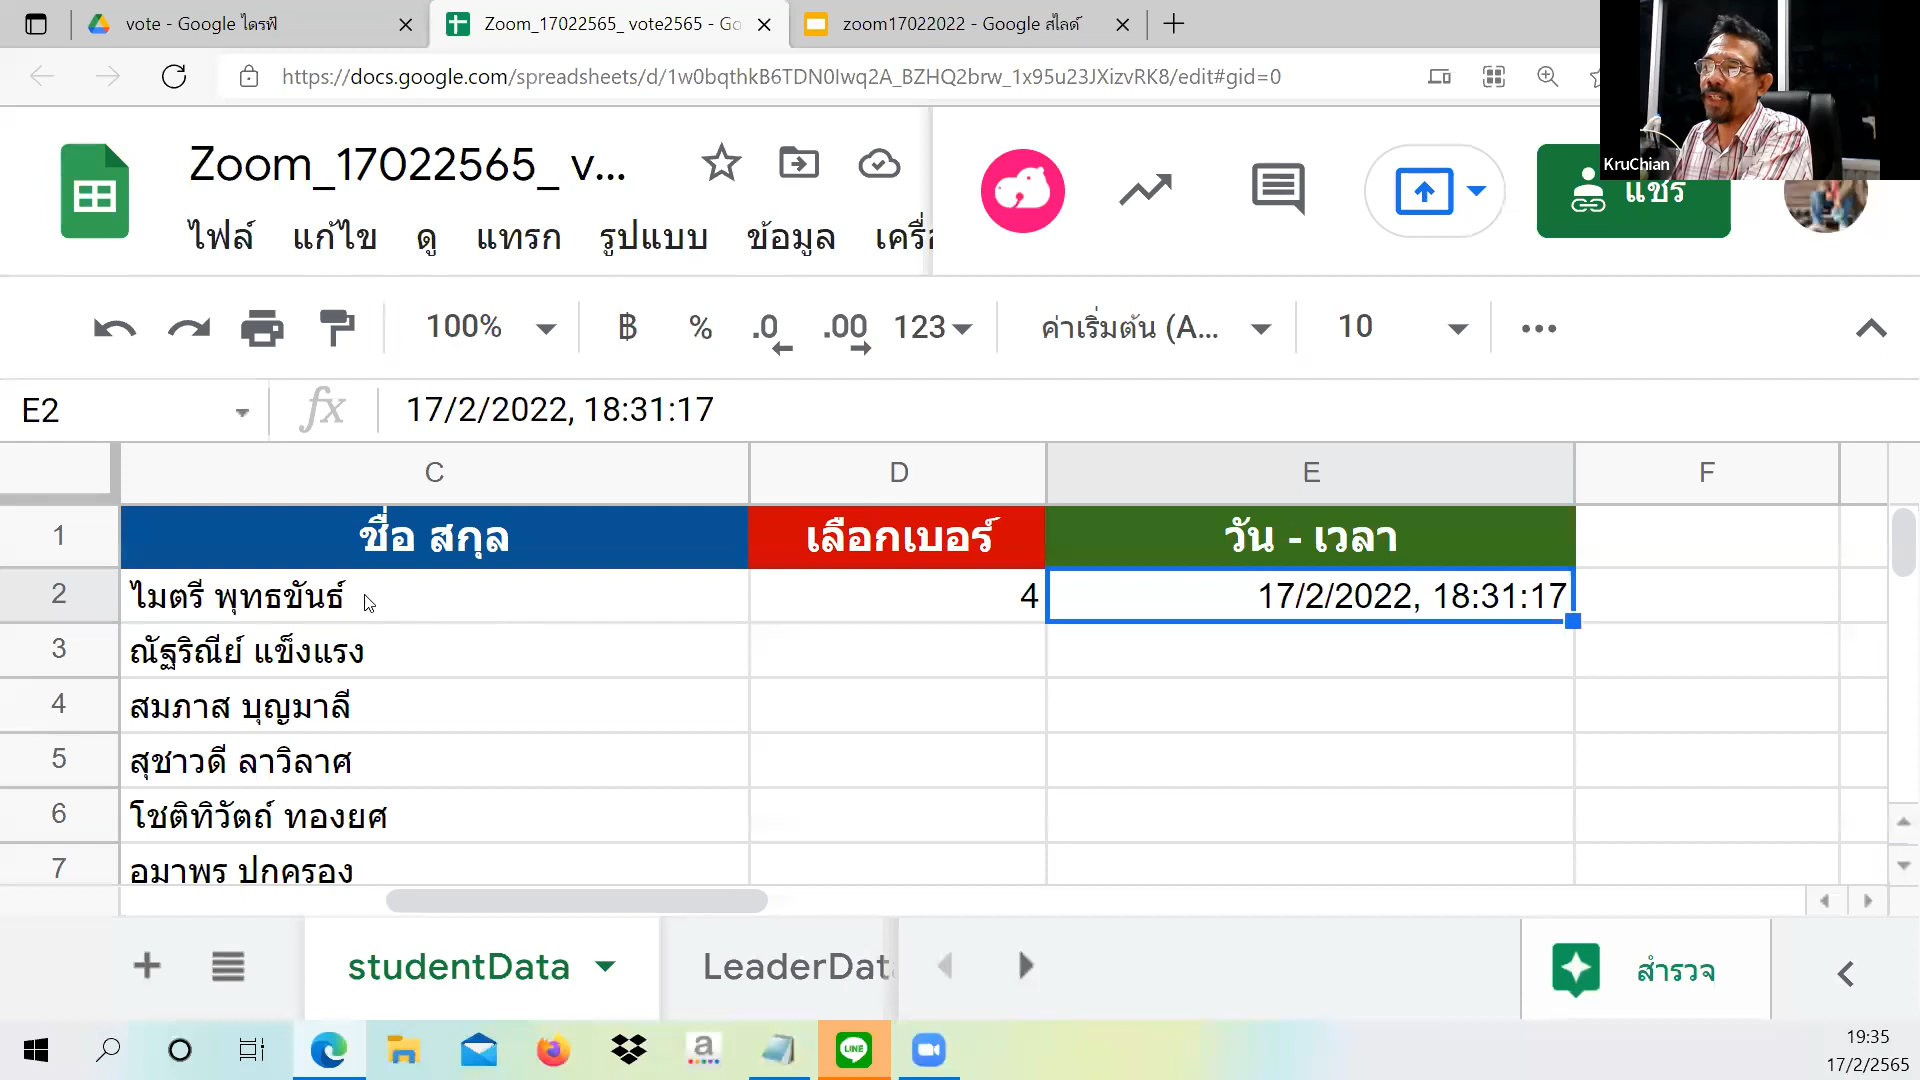 vote - Google ไดรฟ์
Zoom_17022565_ vote2565 - Go
zoom17022022 - Google สไลด์
https://docs.google.com/spreadsheets/d/1w0bqthkB6TDN0Iwq2A_BZHQ2brw_1x95u23JXizvRK8/edit#gid=0
KruChian
Zoom_17022565_ v...
แชร์
ไฟล์ แก้ไข ดู แทรก รูปแบบ ข้อมูล เครื่อ
100% ฿ % .0 .00 123 ค่าเริ่มต้น (A... 10
E2 fx 17/2/2022, 18:31:17
C D E F
1 ชื่อ สกุล เลือกเบอร์ วัน - เวลา
2 ไมตรี พุทธขันธ์ 4 17/2/2022, 18:31:17
3 ณัฐริณีย์ แข็งแรง
4 สมภาส บุญมาลี
5 สุชาวดี ลาวิลาศ
6 โชติทิวัตถ์ ทองยศ
7 อมาพร ปกครอง
studentData LeaderData สำรวจ
a LINE
19:35
17/2/2565